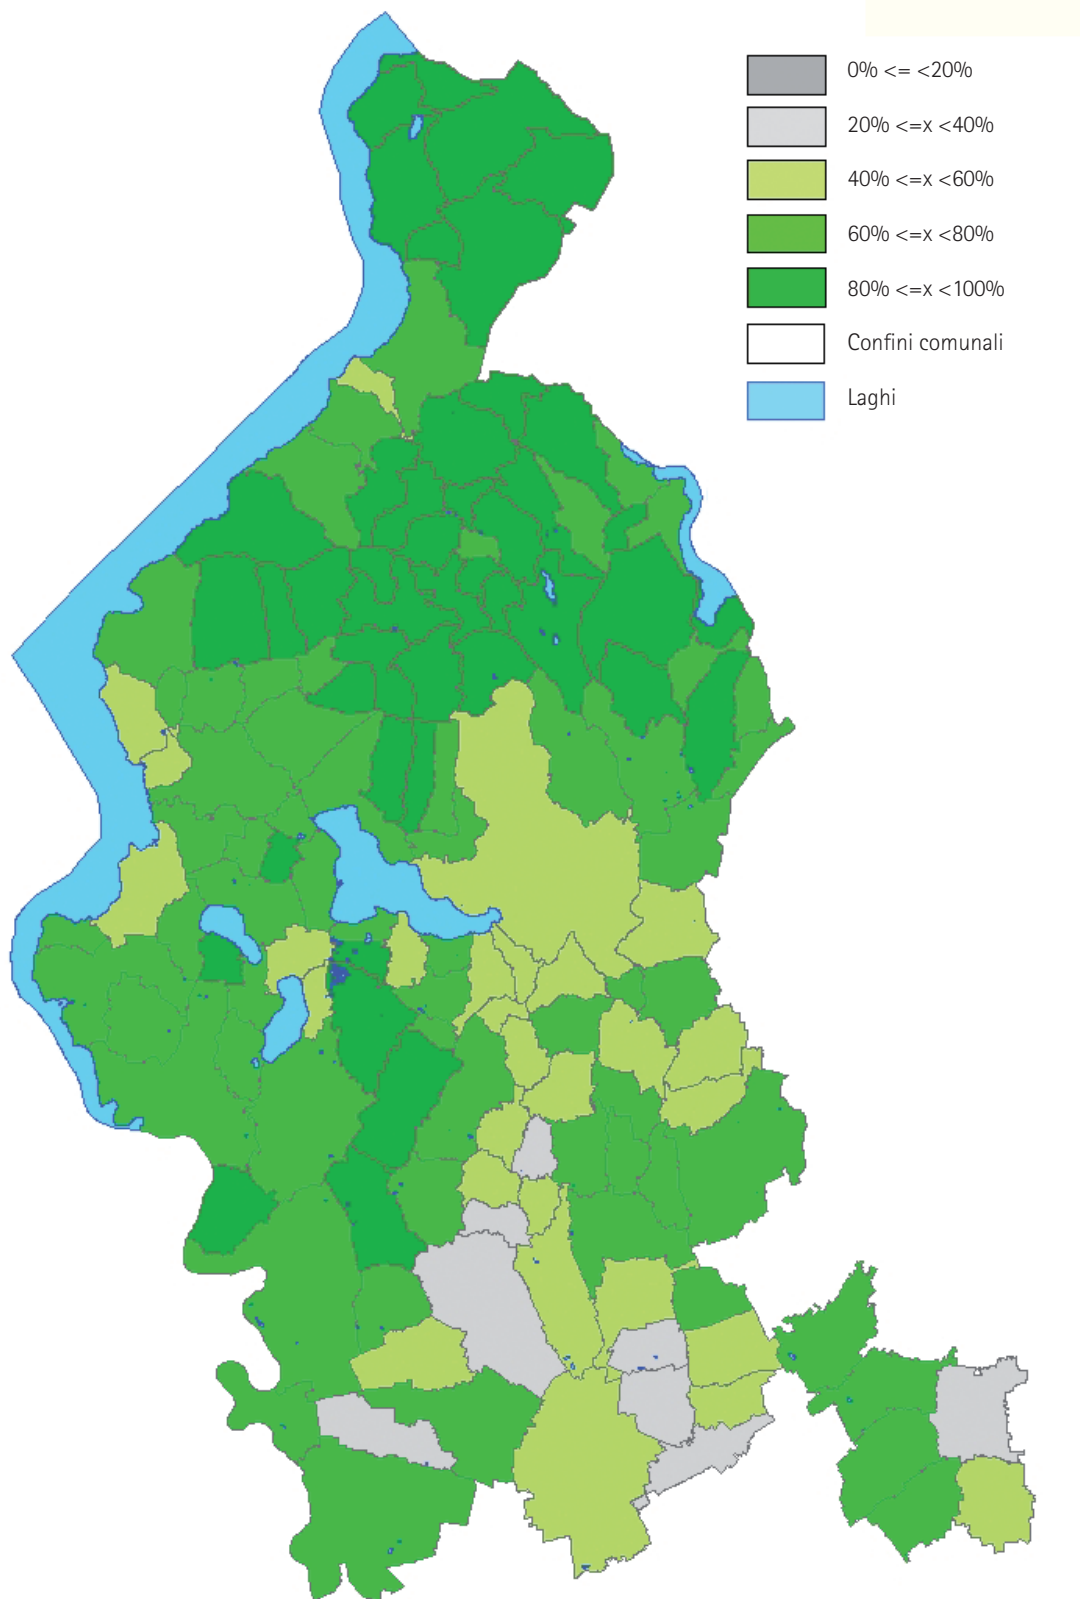 0% <= <20%
20% <=x <40%
40% <=x <60%
60% <=x <80%
80% <=x <100%
Confini comunali
Laghi